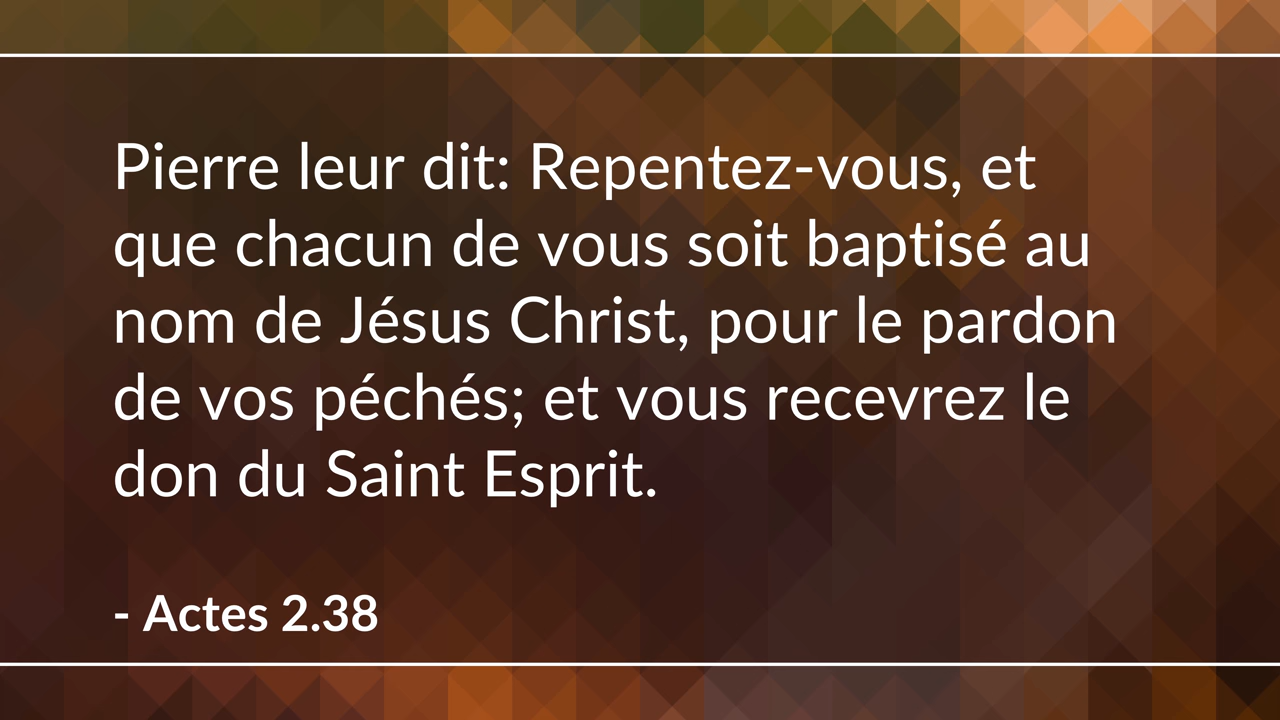 Pierre leur dit: Repentez-vous, et
que chacun de vous soit baptisé au
nom de Jésus Christ, pour le pardon
de vos péchés; et vous recevrez le
don du Saint Esprit.
- Actes 2.38